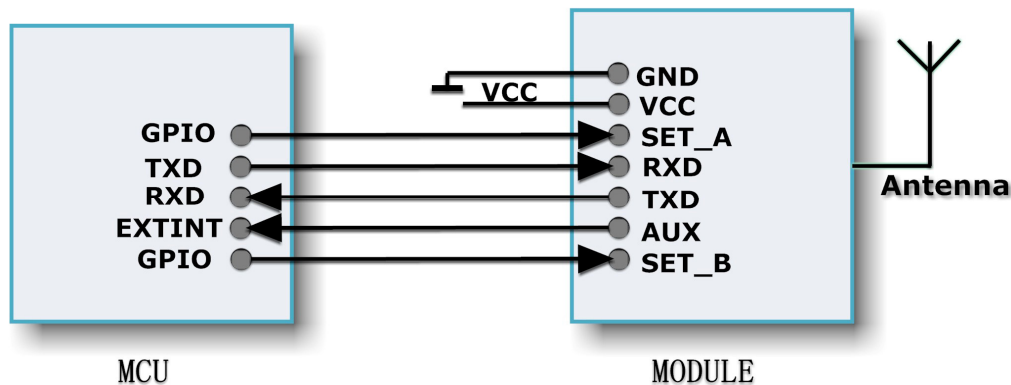 GPIO
TXD
RXD
EXTINT
GPIO
MCU
VCC
GND
VCC
SET_A
RXD
TXD
AUX
SET_B
MODULE
Antenna